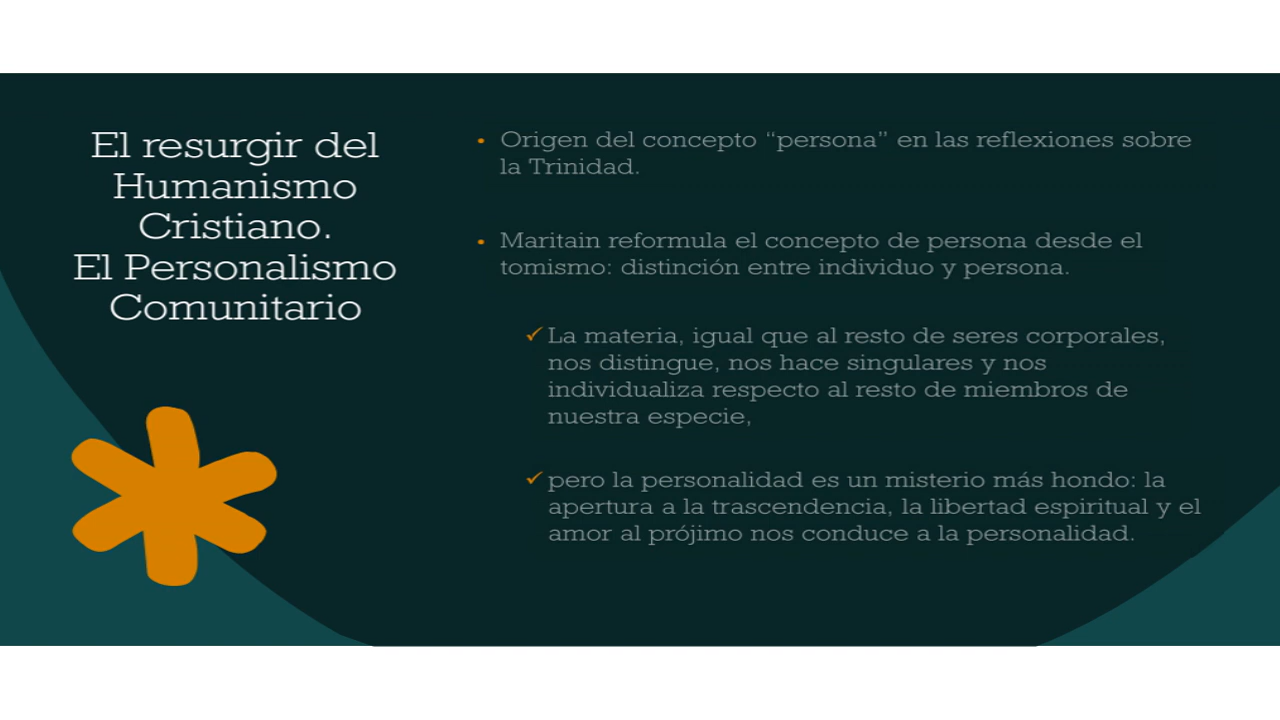 El resurgir del
Humanismo
Cristiano.
El Personalismo
Comunitario
• Origen del concepto “persona” en las reflexiones sobre
la Trinidad.
• Maritain reformula el concepto de persona desde el
tomismo: distinción entre individuo y persona.
✓ La materia, igual que al resto de seres corporales,
nos distingue, nos hace singulares y nos
individualiza respecto al resto de miembros de
nuestra especie,
✓ pero la personalidad es un misterio más hondo: la
apertura a la trascendencia, la libertad espiritual y el
amor al prójimo nos conduce a la personalidad.